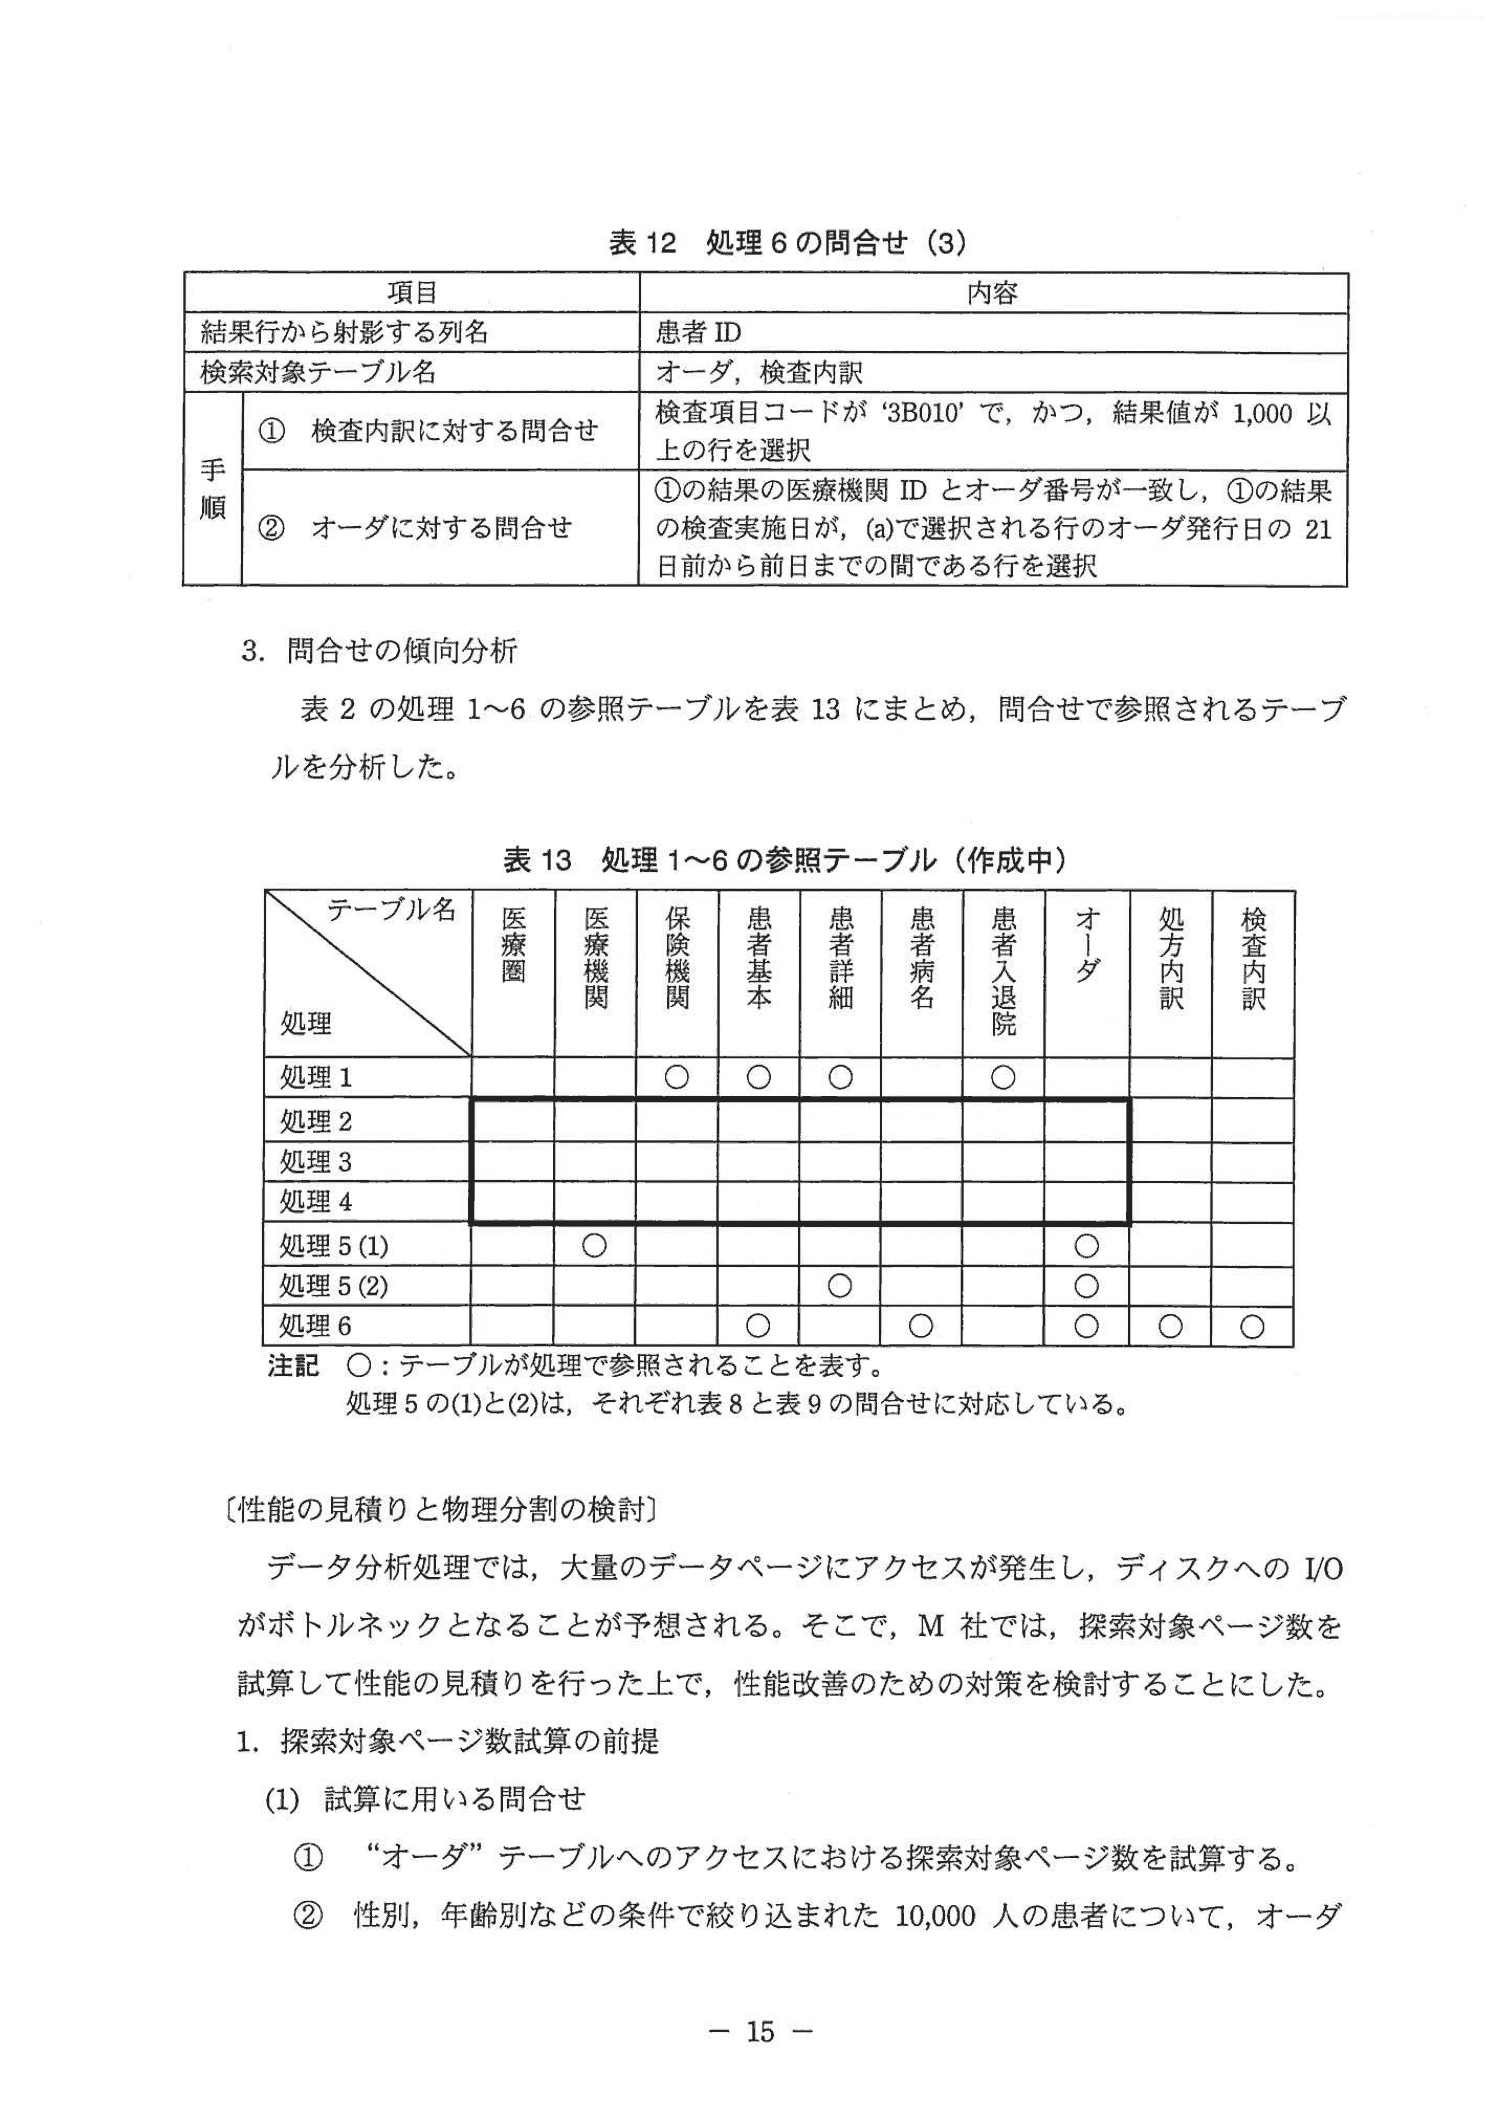 表 12　処理 6 の問合せ（3）
項目　内容
結果行から射影する列名　患者 ID
検索対象テーブル名　オーダ，検査内訳
手順
①　検査内訳に対する問合せ　検査項目コードが ‘3B010’ で，かつ，結果値が 1,000 以
上の行を選択
②　オーダに対する問合せ　①の結果の医療機関 ID とオーダ番号が一致し，①の結果
の検査実施日が，(a)で選択される行のオーダ発行日の 21
日前から前日までの間である行を選択
3．問合せの傾向分析
表 2 の処理 1～6 の参照テーブルを表 13 にまとめ，問合せで参照されるテーブ
ルを分析した。
表 13　処理 1～6 の参照テーブル（作成中）
テーブル名　医療圏　医療機関　保険機関　患者基本　患者詳細　患者病名　患者入退院　オーダ　処方内訳　検査内訳
処理
処理 1　○　○　○　○
処理 2
処理 3
処理 4
処理 5 (1)　○　○
処理 5 (2)　○　○
処理 6　○　○　○　○　○
注記　○：テーブルが処理で参照されることを表す。
処理 5 の(1)と(2)は，それぞれ表 8 と表 9 の問合せに対応している。
〔性能の見積りと物理分割の検討〕
データ分析処理では，大量のデータページにアクセスが発生し，ディスクへの I/O
がボトルネックとなることが予想される。そこで，M 社では，探索対象ページ数を
試算して性能の見積りを行った上で，性能改善のための対策を検討することにした。
1．探索対象ページ数試算の前提
(1)　試算に用いる問合せ
①　“オーダ” テーブルへのアクセスにおける探索対象ページ数を試算する。
②　性別，年齢別などの条件で絞り込まれた 10,000 人の患者について，オーダ
－ 15 －